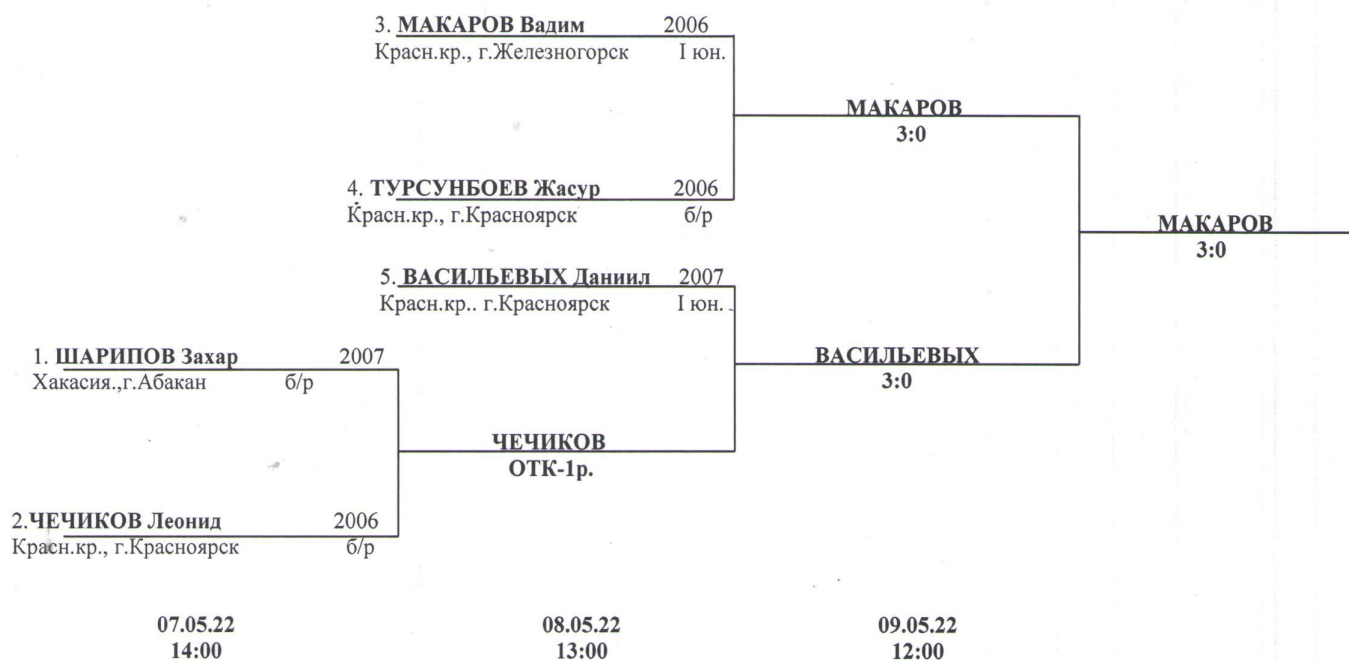 3. МАКАРОВ Вадим 2006
Красн.кр., г.Железногорск I юн.
МАКАРОВ
3:0
4. ТУРСУНБОЕВ Жасур 2006
Красн.кр., г.Красноярск б/р
МАКАРОВ
3:0
5. ВАСИЛЬЕВЫХ Даниил 2007
Красн.кр.. г.Красноярск I юн.
1. ШАРИПОВ Захар 2007
Хакасия.,г.Абакан б/р
ВАСИЛЬЕВЫХ
3:0
ЧЕЧИКОВ
ОТК-1р.
2.ЧЕЧИКОВ Леонид 2006
Красн.кр., г.Красноярск б/р
07.05.22 08.05.22 09.05.22
14:00 13:00 12:00